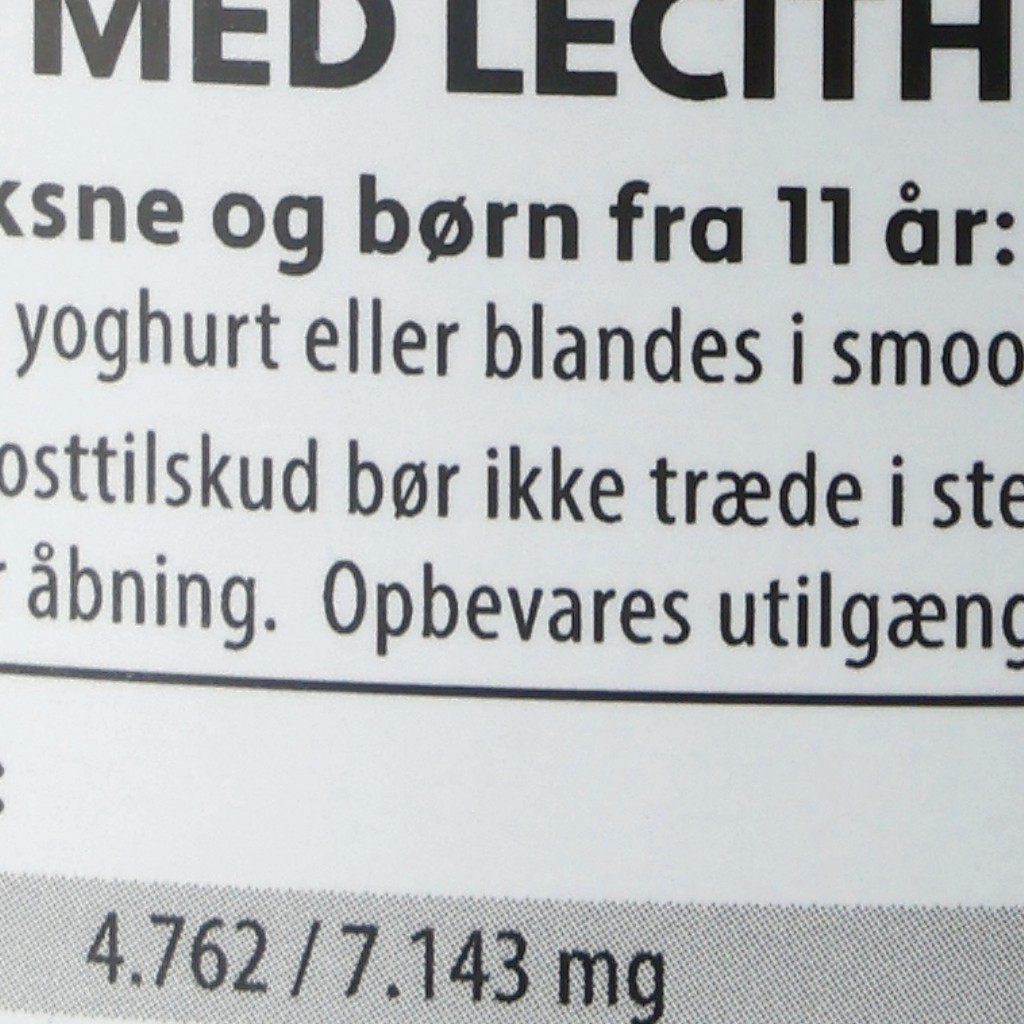 MED LECITH
ksne og børn fra 11 år:
yoghurt eller blandes i smoo
osttilskud bør ikke træde i ste
r åbning. Opbevares utilgæng
:
4.762 / 7.143 mg